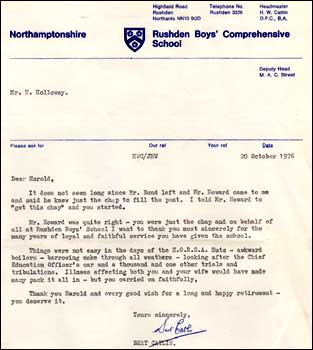 Highfield Road
Rushden
Northants NN10 9QD
Telephone No.
Rushden 3326
Headmaster
H. W. Catlin
D.F.C., B.A.
Northamptonshire
Rushden Boys' Comprehensive
School
Deputy Head
M. A. C. Street
Mr. H. Holloway.
Please ask for Our ref Your ref Date
HWC/JHW 20 October 1976
Dear Harold,
It does not seem long since Mr. Bond left and Mr. Howard came to me
and said he knew just the chap to fill the post. I told Mr. Howard to
"get this chap" and you started.
Mr. Howard was quite right - you were just the chap and on behalf of
all at Rushden Boys' School I want to thank you most sincerely for the
many years of loyal and faithful service you have given the school.
Things were not easy in the days of the H.O.R.S.A. Huts - awkward
boilers - barrowing coke through all weathers - looking after the Chief
Education Officer's car and a thousand and one other trials and
tribulations. Illness affecting both you and your wife would have made
many pack it all in - but you carried on faithfully.
Thank you Harold and every good wish for a long and happy retirement -
you deserve it.
Yours sincerely,
BERT CATLIN.